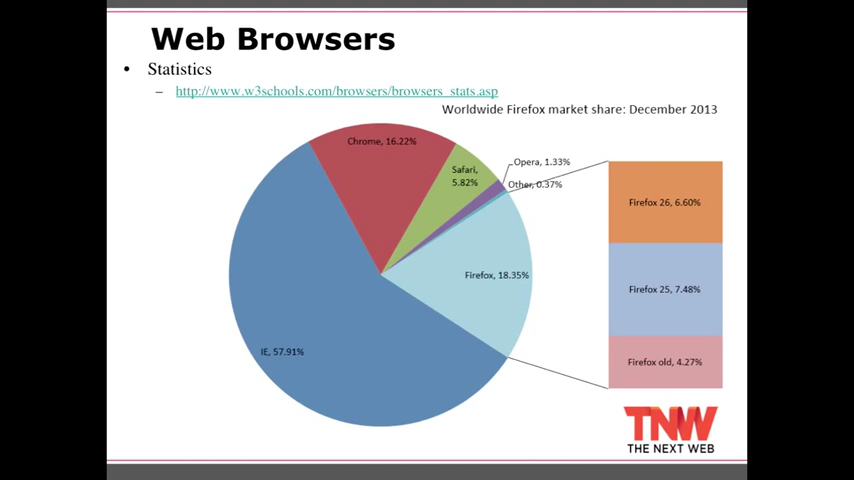 Web Browsers
• Statistics
– http://www.w3schools.com/browsers/browsers_stats.asp
Worldwide Firefox market share: December 2013
Chrome, 16.22%
Safari,
5.82%
Opera, 1.33%
Other, 0.37%
Firefox, 18.35%
IE, 57.91%
Firefox 26, 6.60%
Firefox 25, 7.48%
Firefox old, 4.27%
TNW
THE NEXT WEB